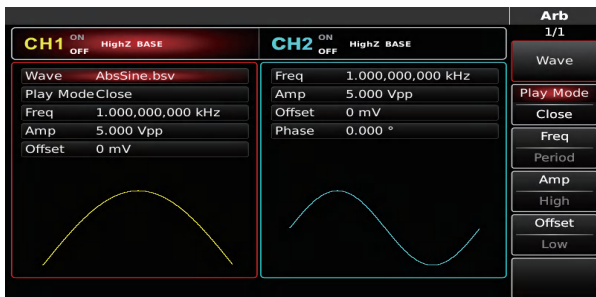 Arb
1/1
CH1 ON OFF HighZ BASE
CH2 ON OFF HighZ BASE
Wave AbsSine.bsv
Play Mode Close
Freq 1.000,000,000 kHz
Amp 5.000 Vpp
Offset 0 mV
Freq 1.000,000,000 kHz
Amp 5.000 Vpp
Offset 0 mV
Phase 0.000 °
Wave
Play Mode
Close
Freq
Period
Amp
High
Offset
Low